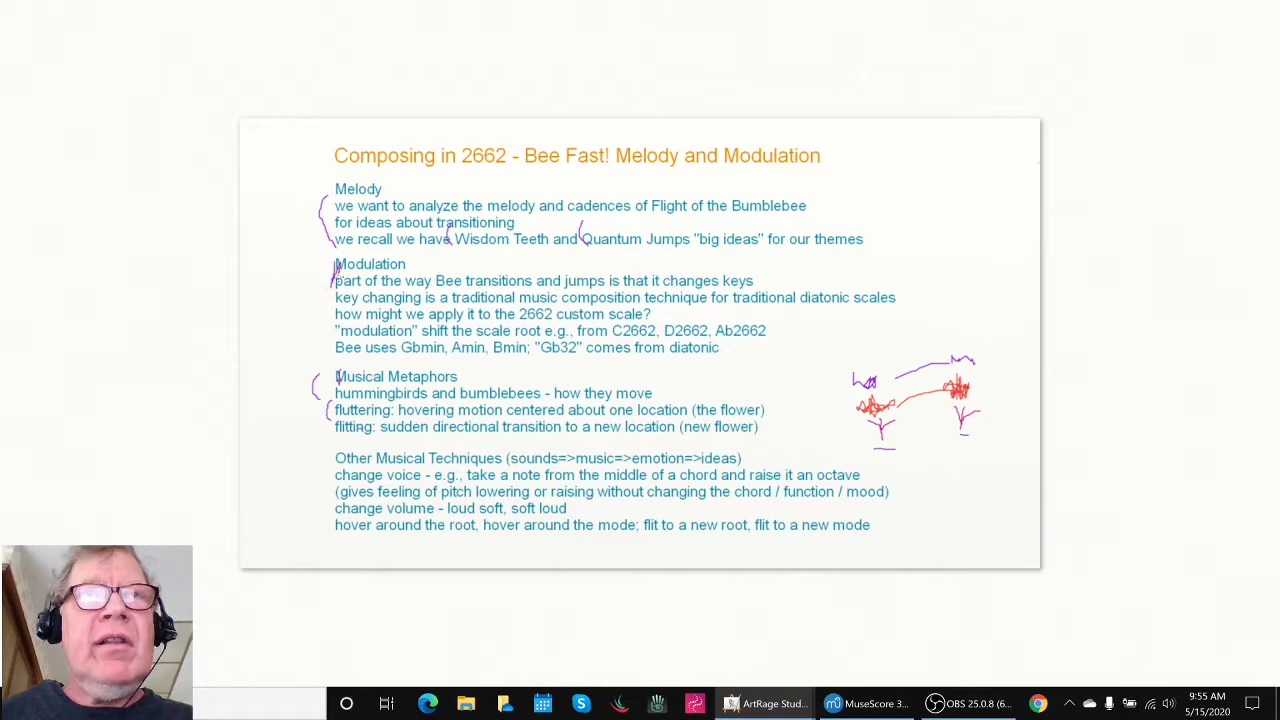 Composing in 2662 - Bee Fast! Melody and Modulation
Melody
we want to analyze the melody and cadences of Flight of the Bumblebee
for ideas about transitioning
we recall we have Wisdom Teeth and Quantum Jumps "big ideas" for our themes
Modulation
part of the way Bee transitions and jumps is that it changes keys
key changing is a traditional music composition technique for traditional diatonic scales
how might we apply it to the 2662 custom scale?
"modulation" shift the scale root e.g., from C2662, D2662, Ab2662
Bee uses Gbmin, Amin, Bmin; "Gb32" comes from diatonic
Musical Metaphors
hummingbirds and bumblebees - how they move
fluttering: hovering motion centered about one location (the flower)
flitting: sudden directional transition to a new location (new flower)
Other Musical Techniques (sounds=>music=>emotion=>ideas)
change voice - e.g., take a note from the middle of a chord and raise it an octave
(gives feeling of pitch lowering or raising without changing the chord / function / mood)
change volume - loud soft, soft loud
hover around the root, hover around the mode; flit to a new root, flit to a new mode
ArtRage Stud...
MuseScore 3...
OBS 25.0.8 (6...
9:55 AM
5/15/2020